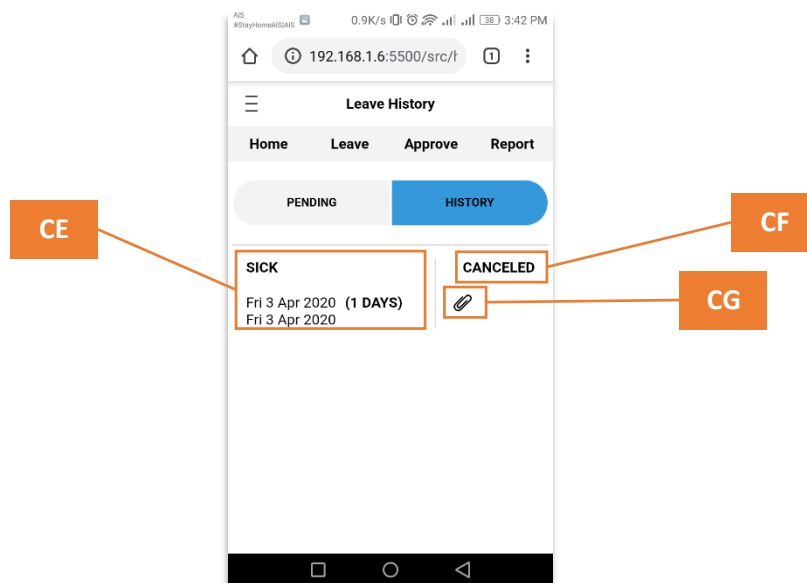 AIS
#StayHomeAIS|AIS
0.9K/s 38 3:42 PM
192.168.1.6:5500/src/h 1
Leave History
Home Leave Approve Report
PENDING HISTORY
CE
CF
SICK CANCELED
CG
Fri 3 Apr 2020 (1 DAYS)
Fri 3 Apr 2020